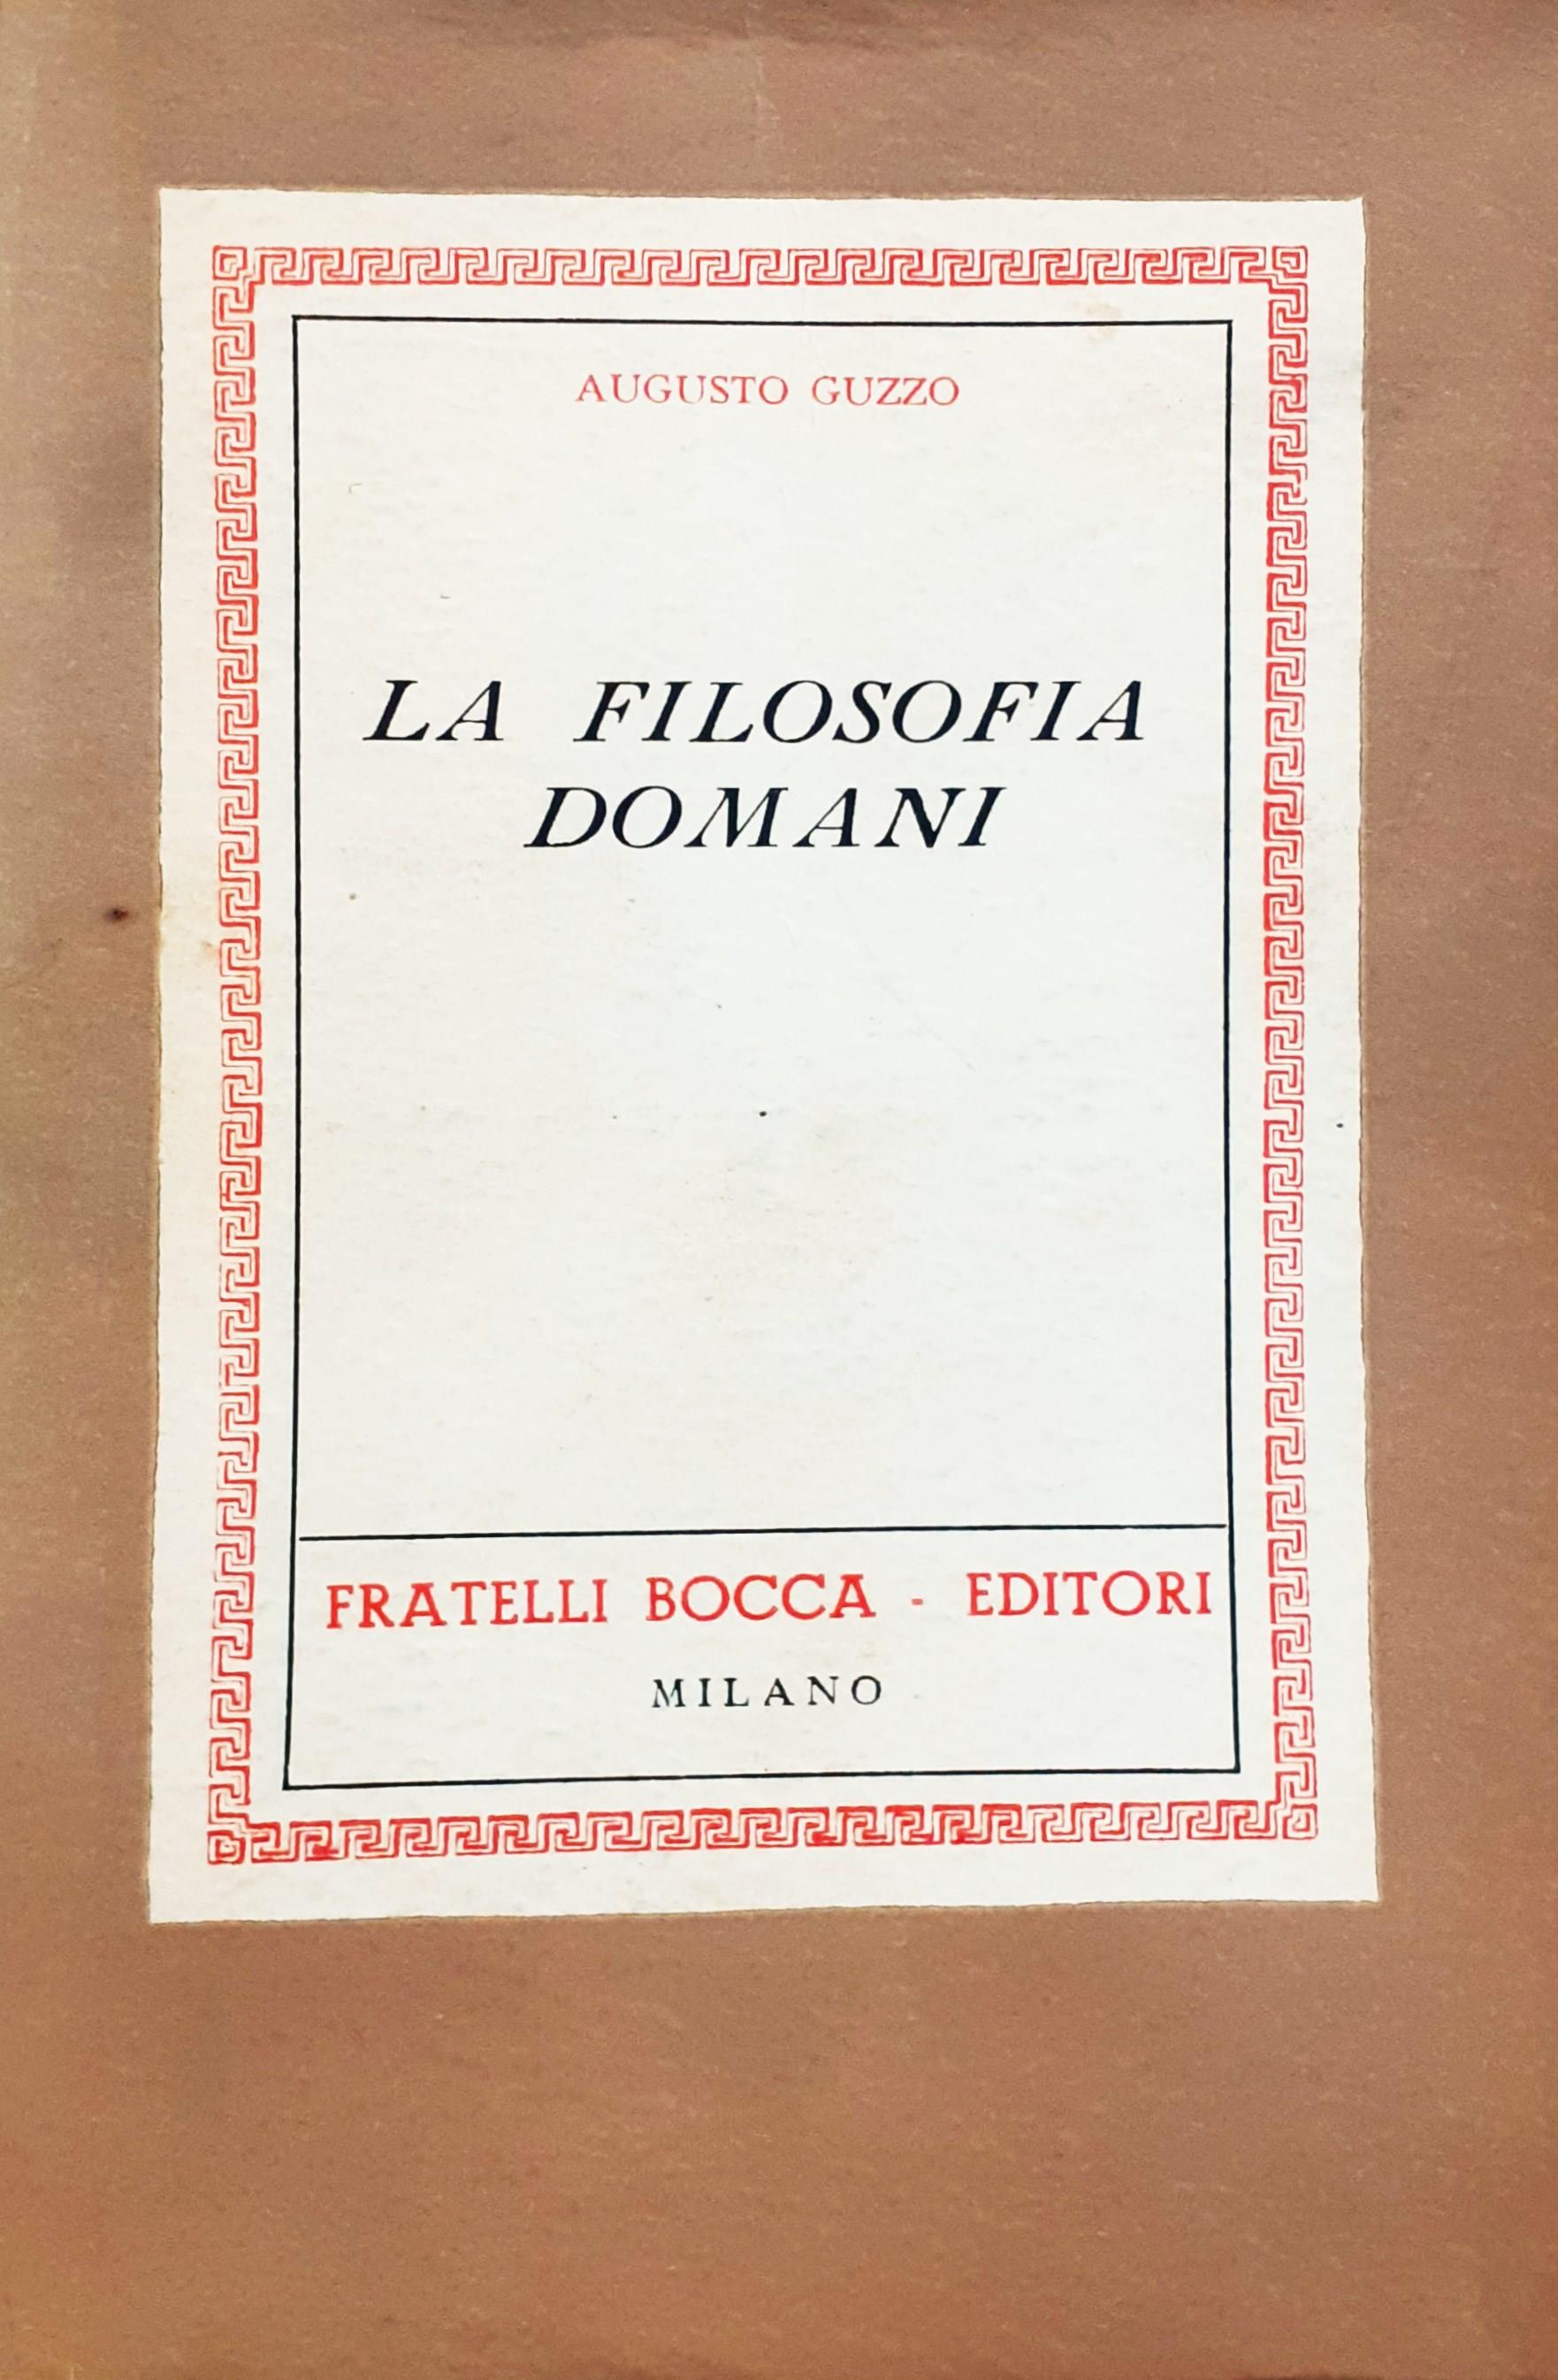 AUGUSTO GUZZO
LA FILOSOFIA
DOMANI
FRATELLI BOCCA - EDITORI
MILANO